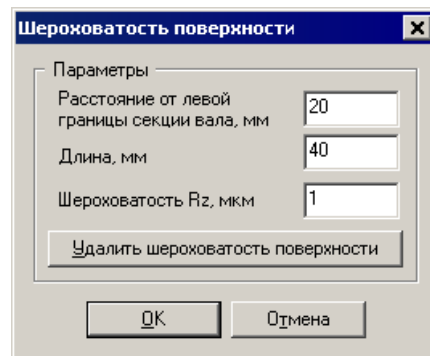 Шероховатость поверхности
Параметры
Расстояние от левой
границы секции вала, мм
20
Длина, мм
40
Шероховатость Rz, мкм
1
Удалить шероховатость поверхности
OK
Отмена